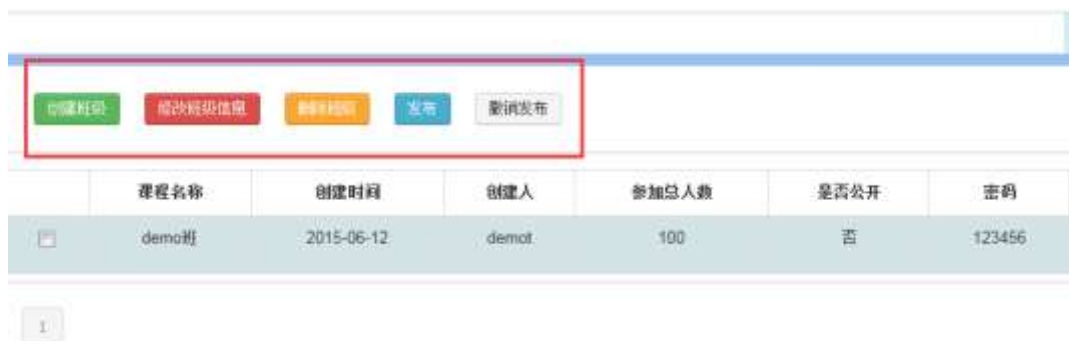 创建班级 修改班级信息 删除班级 发布 撤销发布
课程名称 创建时间 创建人 参加总人数 是否公开 密码
demo班 2015-06-12 demot 100 否 123456
1